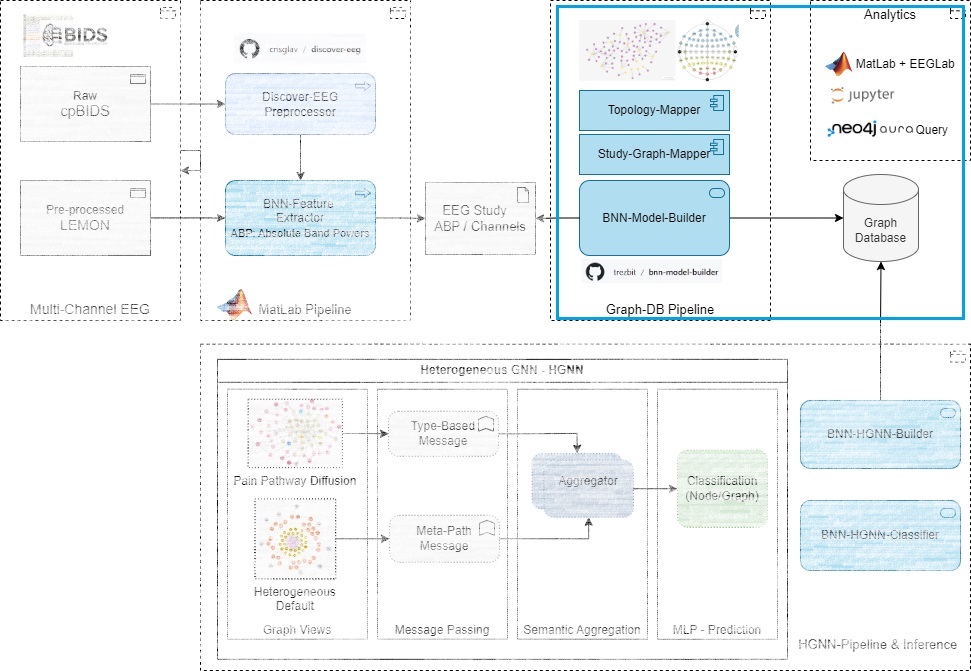 BIDS
Raw
cpBIDS
Pre-processed
LEMON
Multi-Channel EEG
crisglav / discover-eeg
Discover-EEG
Preprocessor
BNN-Feature
Extractor
ABP: Absolute Band Powers
MatLab Pipeline
EEG Study
ABP / Channels
Topology-Mapper
Study-Graph-Mapper
BNN-Model-Builder
trezbit / bnn-model-builder
Graph-DB Pipeline
Analytics
MatLab + EEGLab
jupyter
neo4j aura Query
Graph
Database
Heterogeneous GNN - HGNN
Pain Pathway Diffusion
Heterogeneous
Default
Graph Views
Type-Based
Message
Meta-Path
Message
Message Passing
Aggregator
Semantic Aggregation
Classification
(Node/Graph)
MLP - Prediction
BNN-HGNN-Builder
BNN-HGNN-Classifier
HGNN-Pipeline & Inference